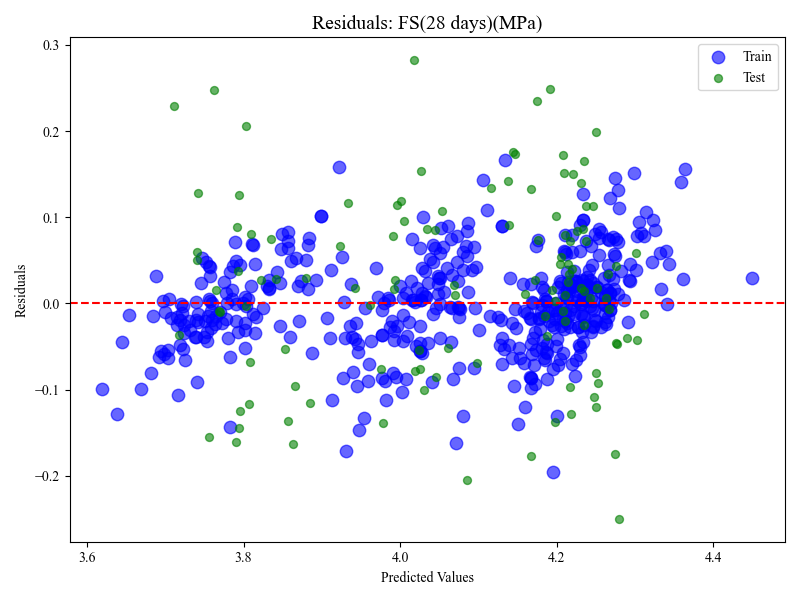 Residuals: FS(28 days)(MPa)
Train
Test
0.3
0.2
0.1
0.0
−0.1
−0.2
Residuals
3.6
3.8
4.0
4.2
4.4
Predicted Values